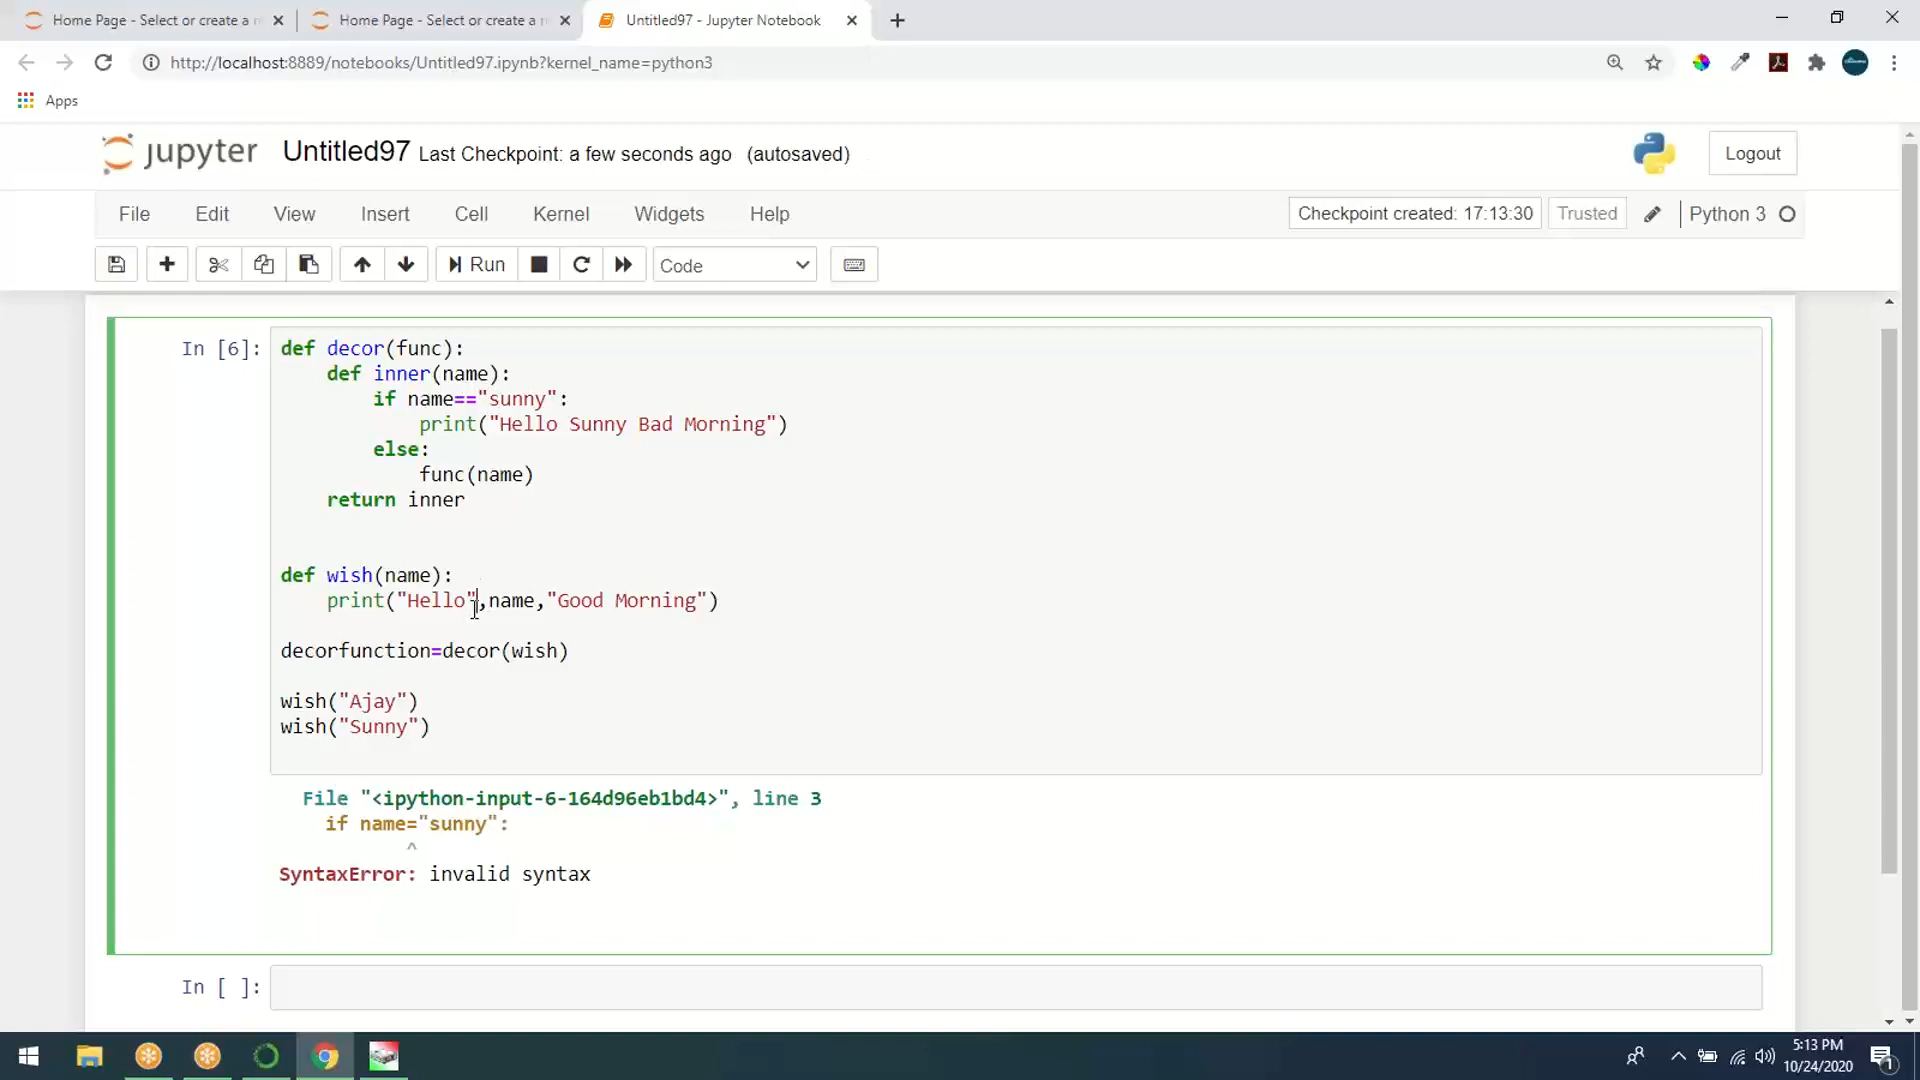 Home Page - Select or create a n
Home Page - Select or create a n
Untitled97 - Jupyter Notebook
http://localhost:8889/notebooks/Untitled97.ipynb?kernel_name=python3
Apps
jupyter Untitled97 Last Checkpoint: a few seconds ago (autosaved)
Logout
File Edit View Insert Cell Kernel Widgets Help
Checkpoint created: 17:13:30 Trusted Python 3
Run Code
In [6]:
def decor(func):
    def inner(name):
        if name=="sunny":
            print("Hello Sunny Bad Morning")
        else:
            func(name)
    return inner
def wish(name):
    print("Hello",name,"Good Morning")
decorfunction=decor(wish)
wish("Ajay")
wish("Sunny")
File "<ipython-input-6-164d96eb1bd4>", line 3
    if name="sunny":
           ^
SyntaxError: invalid syntax
In [ ]:
5:13 PM
10/24/2020
1